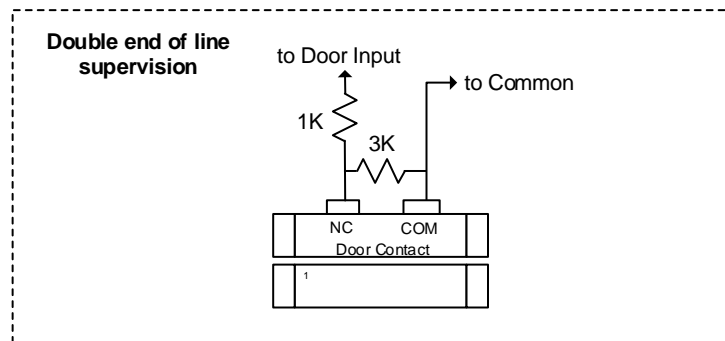 Double end of line
supervision
to Door Input
to Common
1K
3K
NC
COM
Door Contact
1